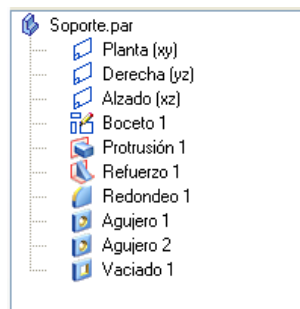 Soporte.par
Planta (xy)
Derecha (yz)
Alzado (xz)
Boceto 1
Protrusión 1
Refuerzo 1
Redondeo 1
Agujero 1
Agujero 2
Vaciado 1